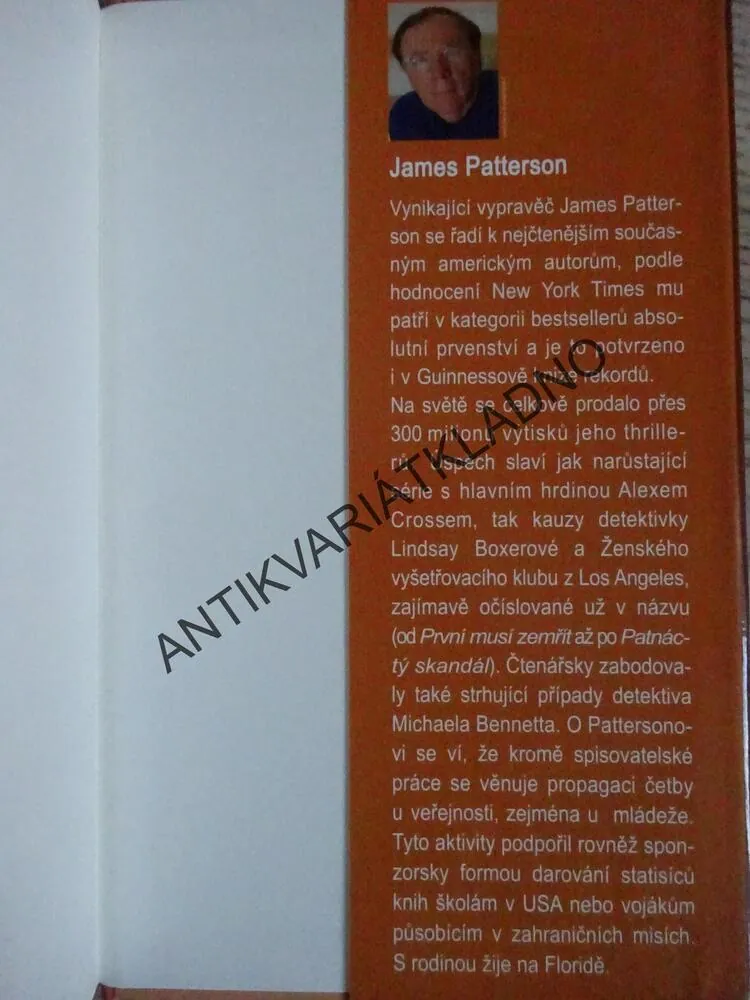 James Patterson
Vynikající vypravěč James Patter-
son se řadí k nejčtenějším součas-
ným americkým autorům, podle
hodnocení New York Times mu
patří v kategorii bestsellerů abso-
lutní prvenství a je to potvrzeno
i v Guinnessově knize rekordů.
Na světě se celkově prodalo přes
300 milionů výtisků jeho thrille-
rů. Úspěch slaví jak narůstající
série s hlavním hrdinou Alexem
Crossem, tak kauzy detektivky
Lindsay Boxerové a Ženského
vyšetřovacího klubu z Los Angeles,
zajímavě očíslované už v názvu
(od První musí zemřít až po Patnác-
tý skandál). Čtenářsky zabodova-
ly také strhující případy detektiva
Michaela Bennetta. O Pattersono-
vi se ví, že kromě spisovatelské
práce se věnuje propagaci četby
u veřejnosti, zejména u mládeže.
Tyto aktivity podpořil rovněž spon-
zorsky formou darování statisíců
knih školám v USA nebo vojákům
působícím v zahraničních misích.
S rodinou žije na Floridě.
ANTIKVARIÁTKLADNO